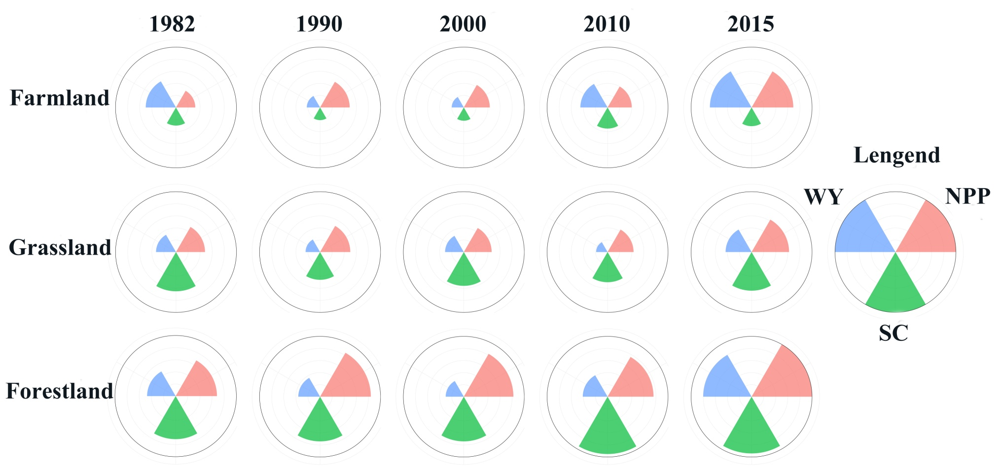 1982 1990 2000 2010 2015
Farmland
Lengend
WY NPP
Grassland
SC
Forestland